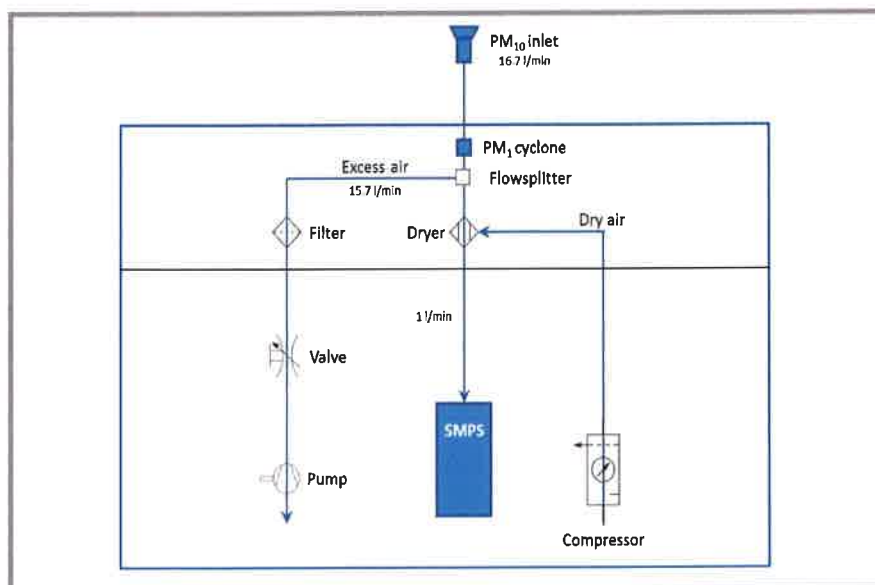 PM10 inlet
16.7 l/min
PM1 cyclone
Excess air
Flowsplitter
15.7 l/min
Dry air
Filter
Dryer
1 l/min
Valve
SMPS
Pump
Compressor